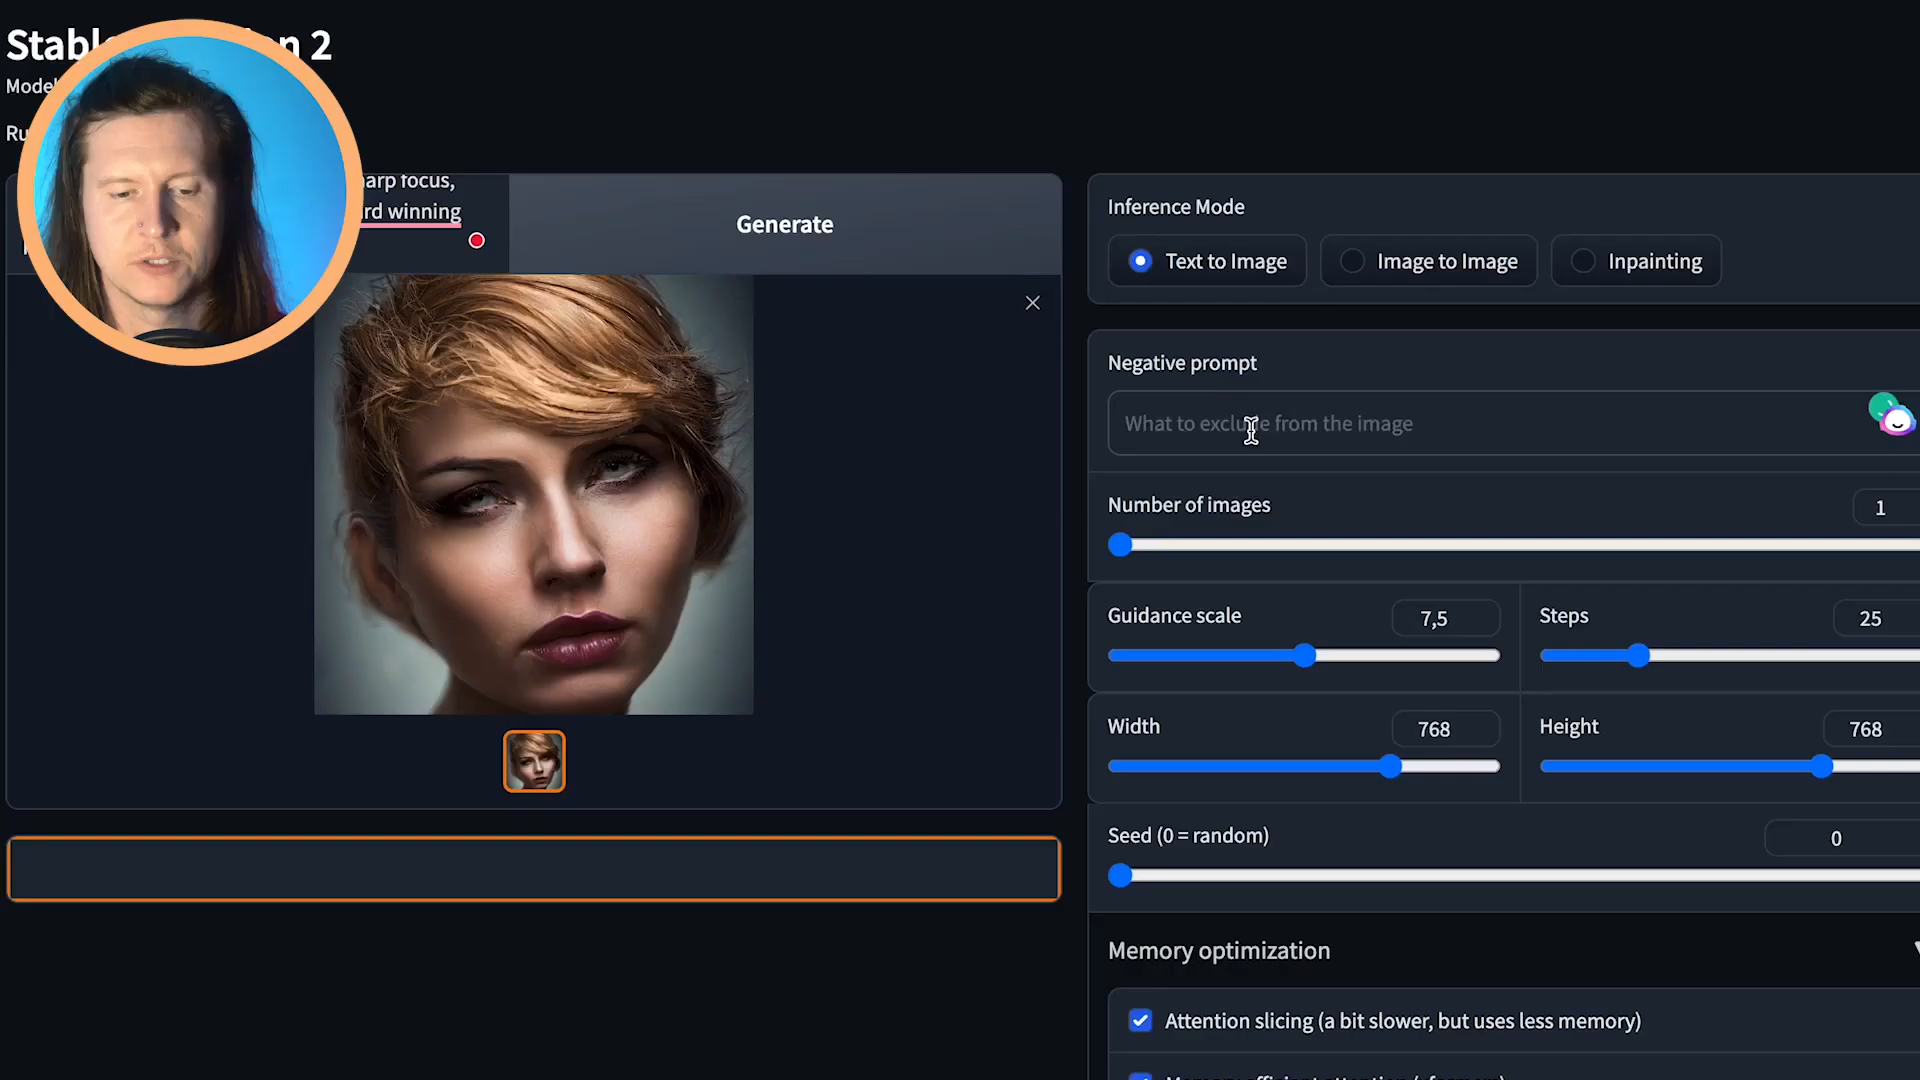 Stab n 2
Mode
Ru
arp focus,
rd winning
Generate
Inference Mode
Text to Image
Image to Image
Inpainting
Negative prompt
What to exclude from the image
Number of images
1
Guidance scale
7,5
Steps
25
Width
768
Height
768
Seed (0 = random)
0
Memory optimization
Attention slicing (a bit slower, but uses less memory)